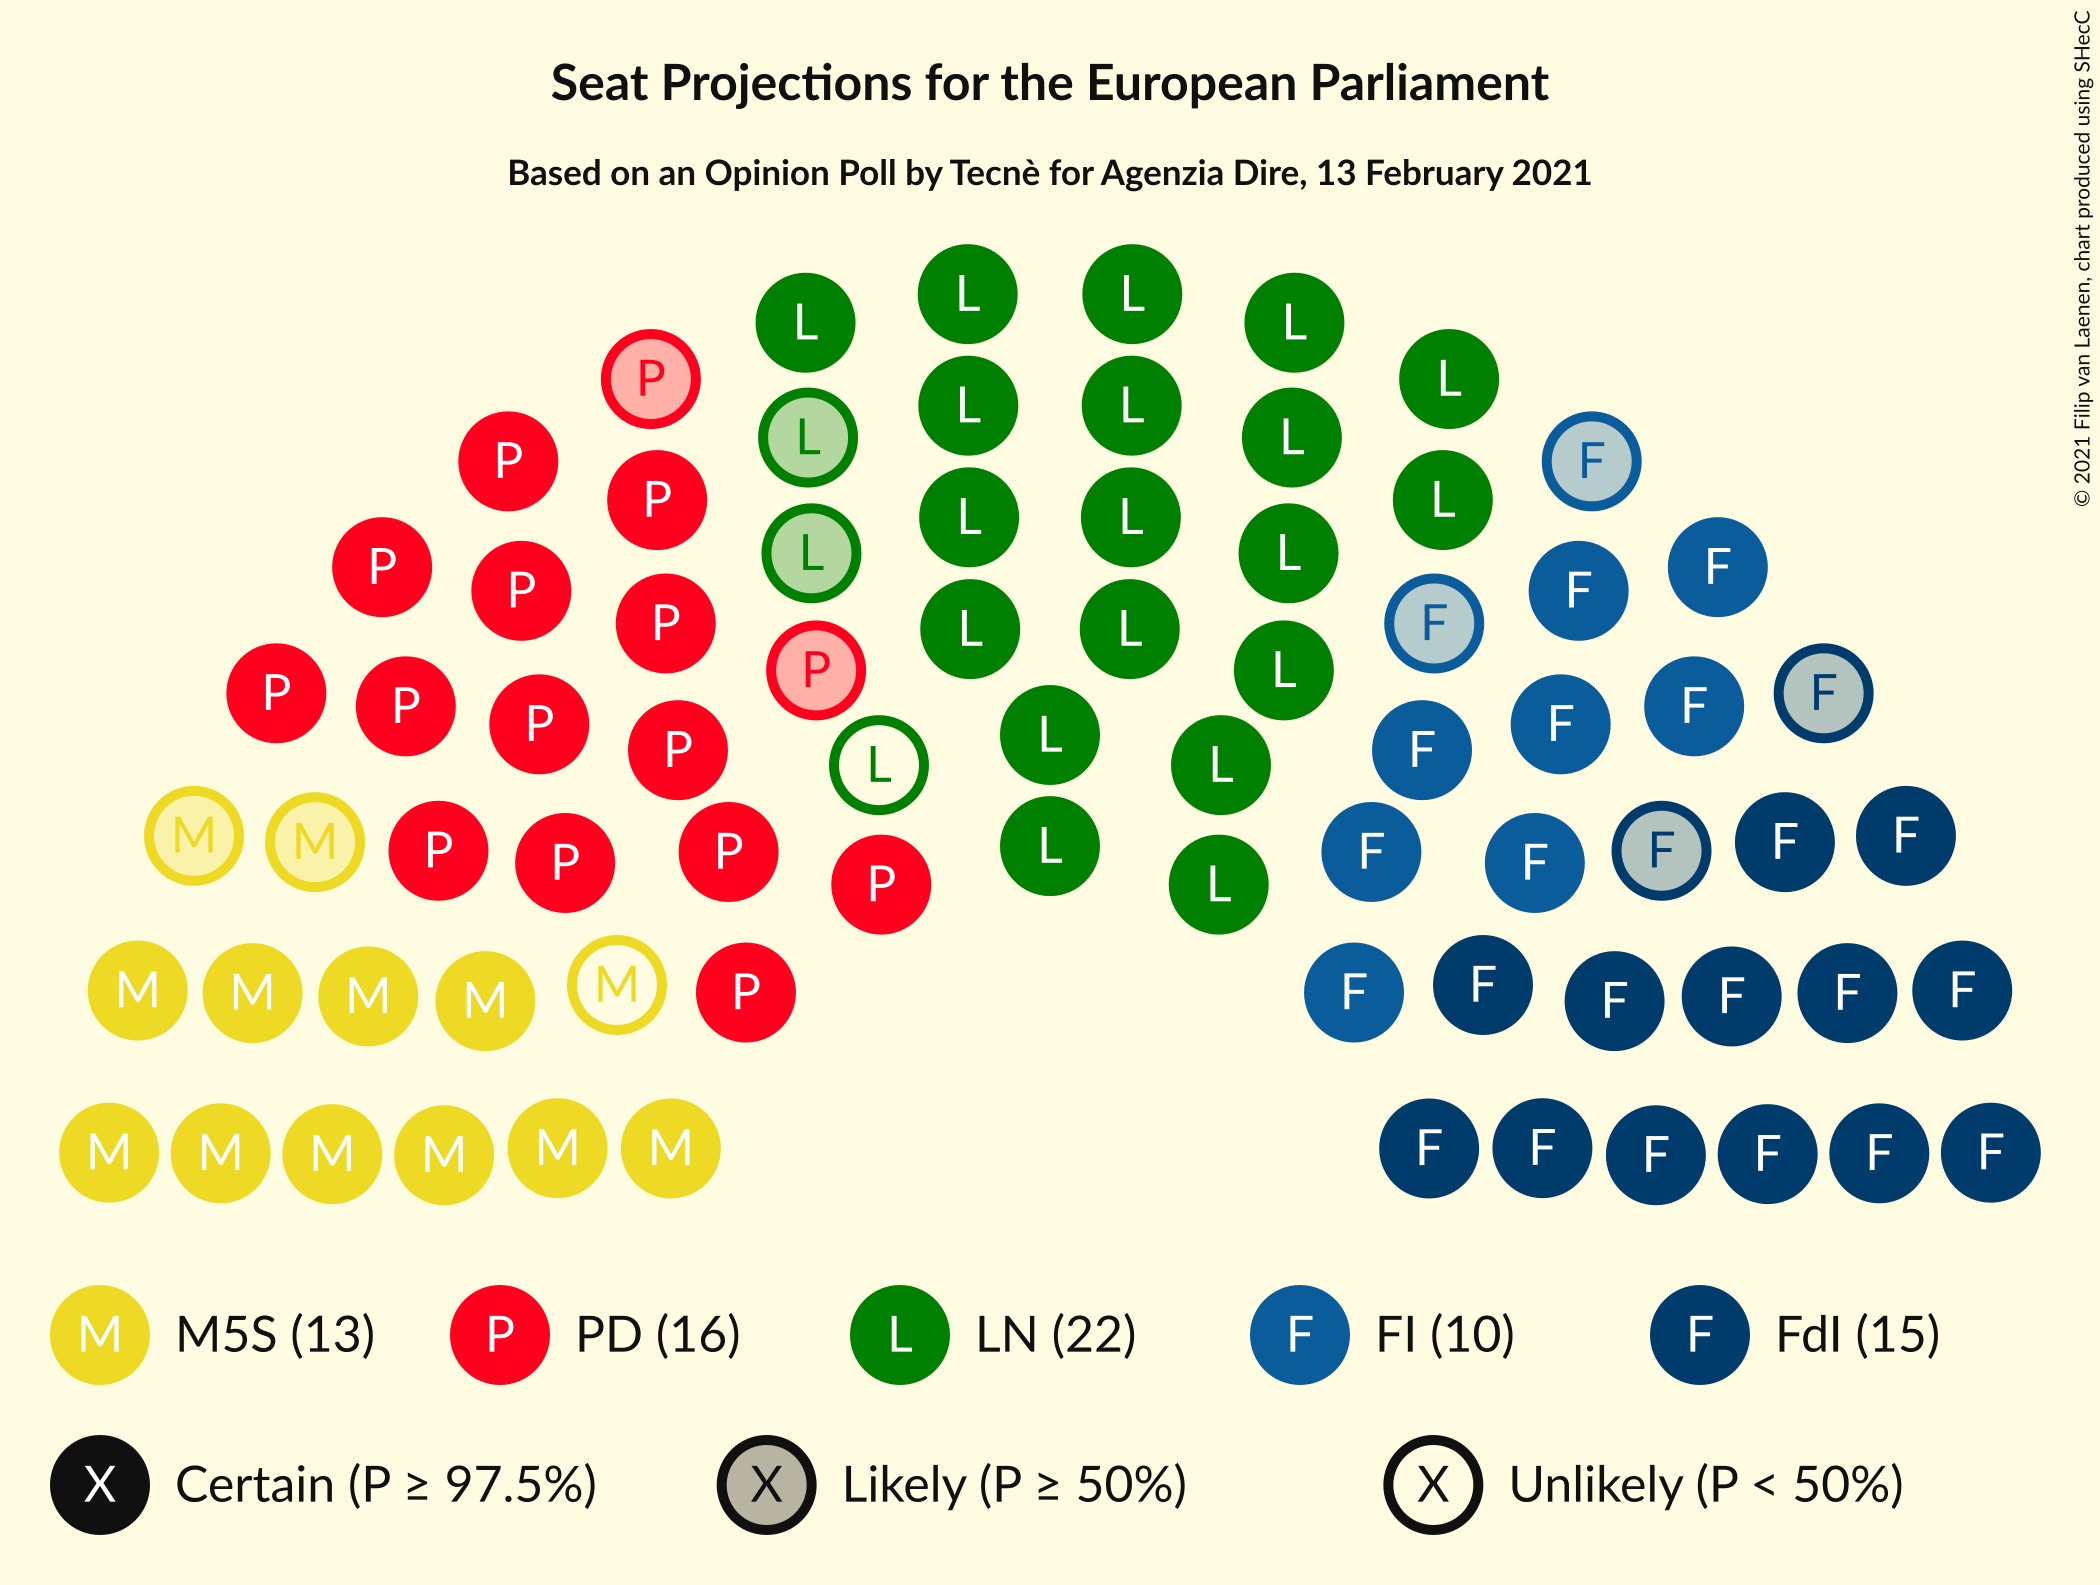 Seat Projections for the European Parliament
Based on an Opinion Poll by Tecnè for Agenzia Dire, 13 February 2021
© 2021 Filip van Laenen, chart produced using SHecC
L L
L L
P L
L L
L L
P F
P L
L L
L L
P F
P F
P F
L L
P P
P F
L F
P F
P F
P F
L
P F
L L
M F
M F
P F
P F
P F
L
P L
M F
M F
M F
M F
M F
P F
M M M M M M F F F F F F
M M5S (13) P PD (16) L LN (22) F FI (10) F FdI (15)
X Certain (P ≥ 97.5%) X Likely (P ≥ 50%) X Unlikely (P < 50%)